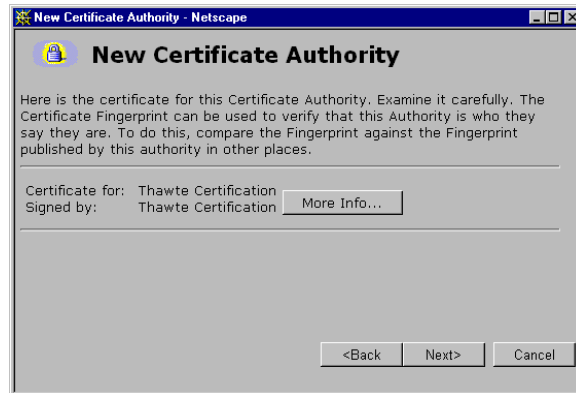 New Certificate Authority - Netscape
New Certificate Authority
Here is the certificate for this Certificate Authority. Examine it carefully. The
Certificate Fingerprint can be used to verify that this Authority is who they
say they are. To do this, compare the Fingerprint against the Fingerprint
published by this authority in other places.
Certificate for: Thawte Certification
Signed by: Thawte Certification
More Info...
<Back Next> Cancel